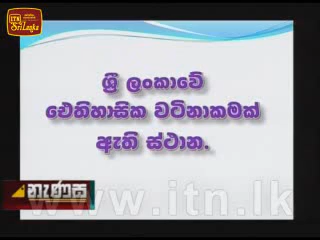 ITN
Sri Lanka
ශ්‍රී ලංකාවේ
ඓතිහාසික වටිනාකමක්
ඇති ස්ථාන.
නැණස
www.itn.lk